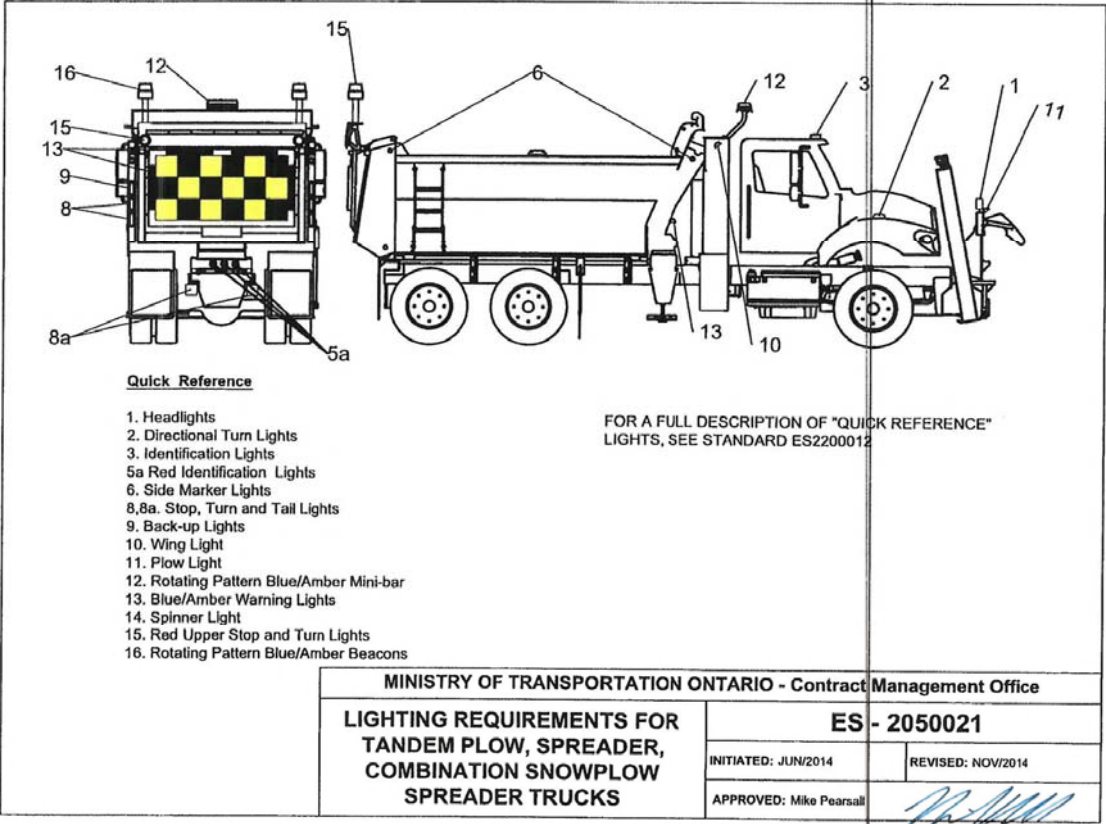 15
16
12
6
12
3
2
1
11
15
13
9
8
8a
5a
13
10
Quick Reference
1. Headlights
2. Directional Turn Lights
3. Identification Lights
5a Red Identification Lights
6. Side Marker Lights
8,8a. Stop, Turn and Tail Lights
9. Back-up Lights
10. Wing Light
11. Plow Light
12. Rotating Pattern Blue/Amber Mini-bar
13. Blue/Amber Warning Lights
14. Spinner Light
15. Red Upper Stop and Turn Lights
16. Rotating Pattern Blue/Amber Beacons
FOR A FULL DESCRIPTION OF "QUICK REFERENCE"
LIGHTS, SEE STANDARD ES2200012
MINISTRY OF TRANSPORTATION ONTARIO - Contract Management Office
LIGHTING REQUIREMENTS FOR
TANDEM PLOW, SPREADER,
COMBINATION SNOWPLOW
SPREADER TRUCKS
ES - 2050021
INITIATED: JUN/2014
REVISED: NOV/2014
APPROVED: Mike Pearsall